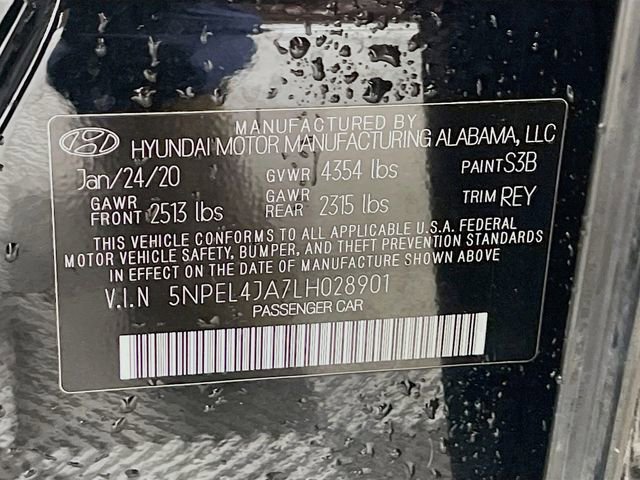 MANUFACTURED BY
HYUNDAI MOTOR MANUFACTURING ALABAMA, LLC
Jan/24/20 GVWR 4354 lbs PAINT S3B
GAWR FRONT 2513 lbs GAWR REAR 2315 lbs TRIM REY
THIS VEHICLE CONFORMS TO ALL APPLICABLE U.S.A. FEDERAL
MOTOR VEHICLE SAFETY, BUMPER, AND THEFT PREVENTION STANDARDS
IN EFFECT ON THE DATE OF MANUFACTURE SHOWN ABOVE
V.I.N 5NPEL4JA7LH028901
PASSENGER CAR